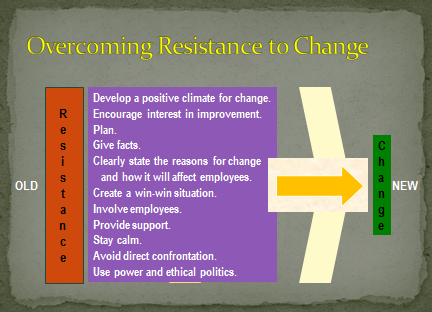 Overcoming Resistance to Change
OLD
Resistance
Develop a positive climate for change.
Encourage interest in improvement.
Plan.
Give facts.
Clearly state the reasons for change
and how it will affect employees.
Create a win-win situation.
Involve employees.
Provide support.
Stay calm.
Avoid direct confrontation.
Use power and ethical politics.
Change
NEW